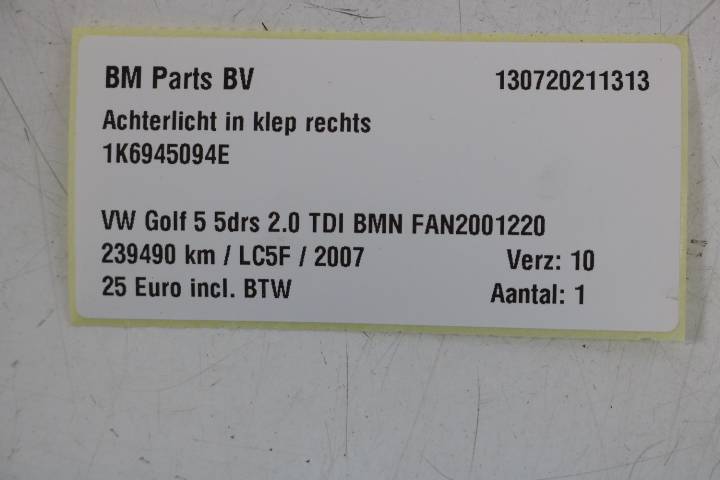 BM Parts BV 130720211313
Achterlicht in klep rechts
1K6945094E
VW Golf 5 5drs 2.0 TDI BMN FAN2001220
239490 km / LC5F / 2007 Verz: 10
25 Euro incl. BTW Aantal: 1